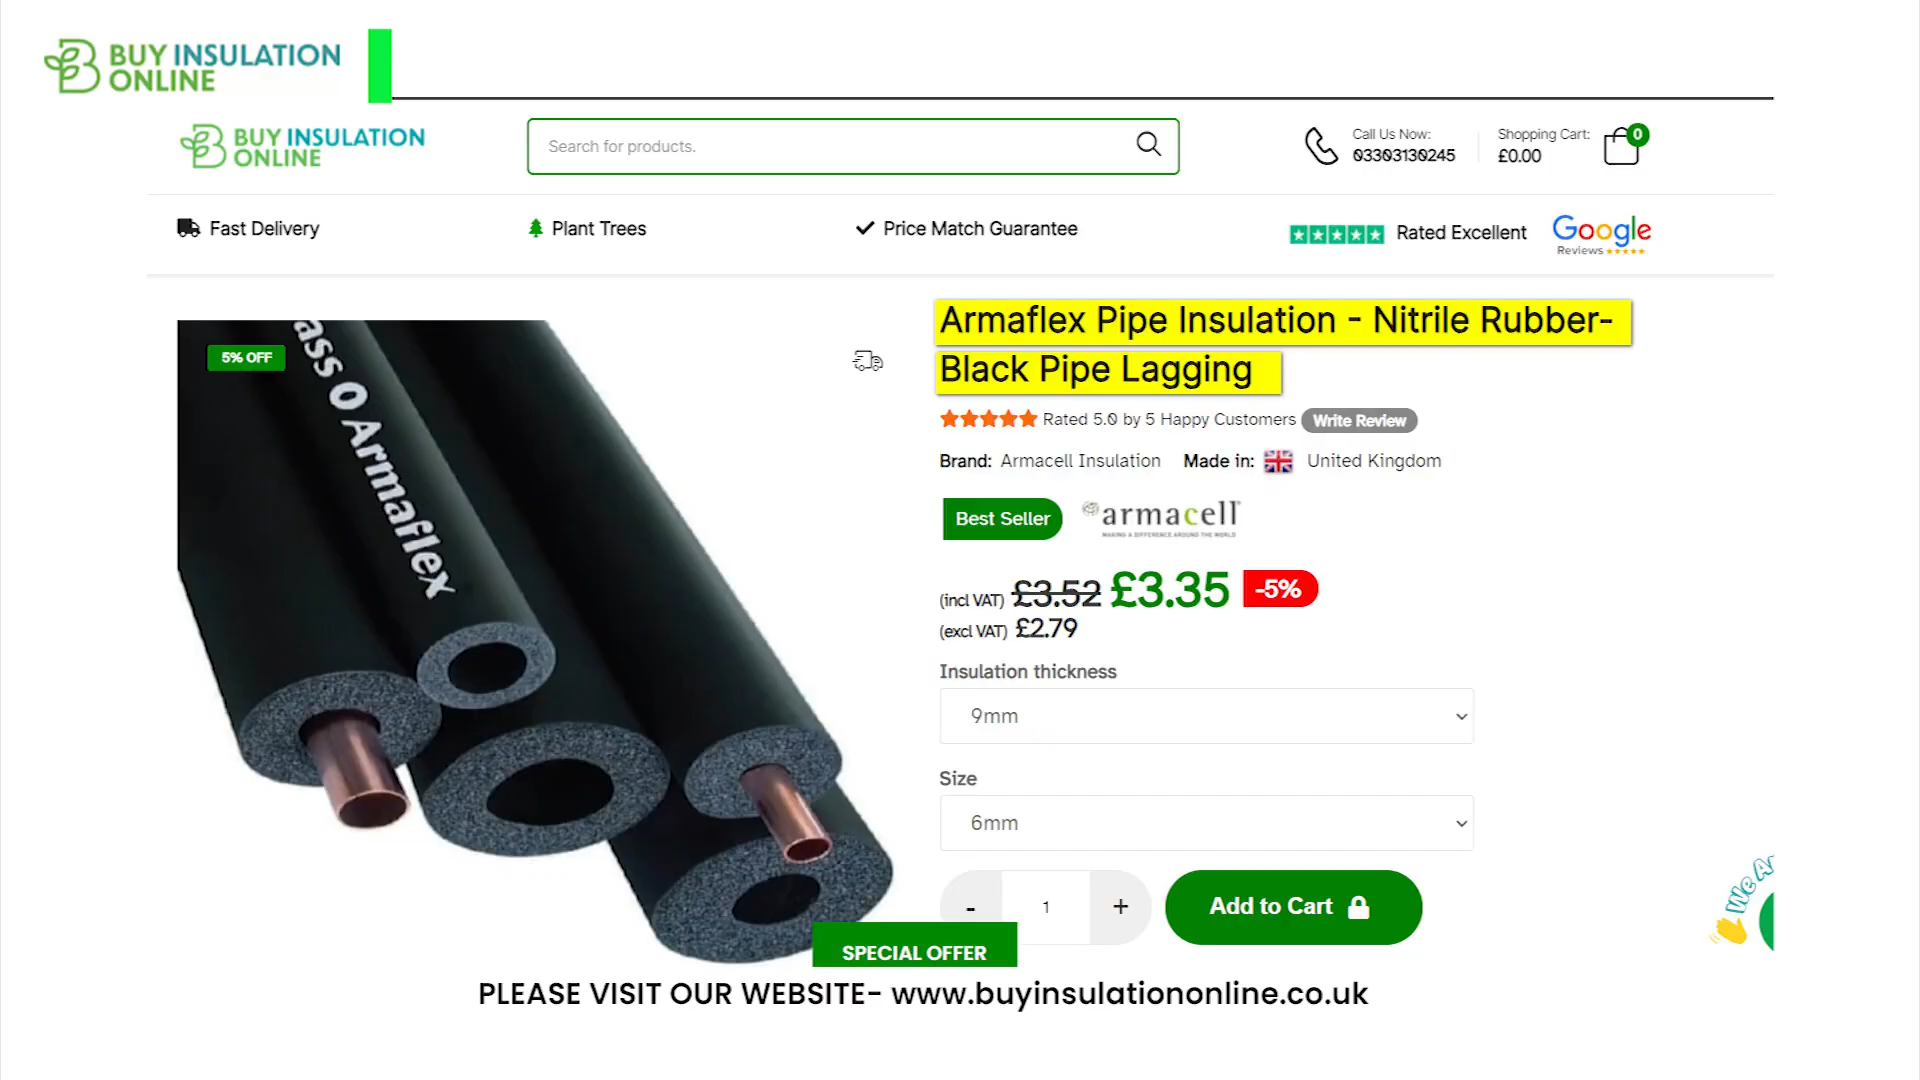 BUY INSULATION
ONLINE
BUY INSULATION
ONLINE
Search for products.
Call Us Now:
03303130245
Shopping Cart:
£0.00
0
Fast Delivery
Plant Trees
Price Match Guarantee
Rated Excellent
Google
Reviews
5% OFF
ass O Armaflex
Armaflex Pipe Insulation - Nitrile Rubber-
Black Pipe Lagging
Rated 5.0 by 5 Happy Customers Write Review
Brand: Armacell Insulation Made in: United Kingdom
Best Seller
armacell
MAKING A DIFFERENCE AROUND THE WORLD
(incl VAT) £3.52 £3.35 -5%
(excl VAT) £2.79
Insulation thickness
9mm
Size
6mm
- 1 +
Add to Cart
We A
SPECIAL OFFER
PLEASE VISIT OUR WEBSITE- www.buyinsulationonline.co.uk